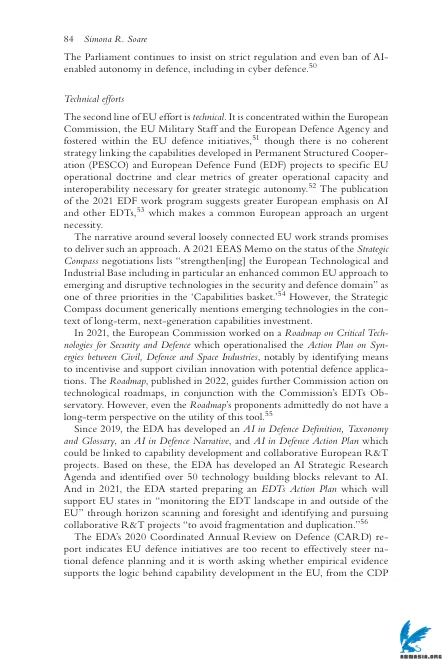 84 Simona R. Soare
The Parliament continues to insist on strict regulation and even ban of AI-
enabled autonomy in defence, including in cyber defence.50
Technical efforts
The second line of EU effort is technical. It is concentrated within the European
Commission, the EU Military Staff and the European Defence Agency and
fostered within the EU defence initiatives,51 though there is no coherent
strategy linking the capabilities developed in Permanent Structured Cooper-
ation (PESCO) and European Defence Fund (EDF) projects to specific EU
operational doctrine and clear metrics of greater operational capacity and
interoperability necessary for greater strategic autonomy.52 The publication
of the 2021 EDF work program suggests greater European emphasis on AI
and other EDTs,53 which makes a common European approach an urgent
necessity.
The narrative around several loosely connected EU work strands promises
to deliver such an approach. A 2021 EEAS Memo on the status of the Strategic
Compass negotiations lists “strengthen[ing] the European Technological and
Industrial Base including in particular an enhanced common EU approach to
emerging and disruptive technologies in the security and defence domain” as
one of three priorities in the ‘Capabilities basket.’54 However, the Strategic
Compass document generically mentions emerging technologies in the con-
text of long-term, next-generation capabilities investment.
In 2021, the European Commission worked on a Roadmap on Critical Tech-
nologies for Security and Defence which operationalised the Action Plan on Syn-
ergies between Civil, Defence and Space Industries, notably by identifying means
to incentivise and support civilian innovation with potential defence applica-
tions. The Roadmap, published in 2022, guides further Commission action on
technological roadmaps, in conjunction with the Commission’s EDTs Ob-
servatory. However, even the Roadmap’s proponents admittedly do not have a
long-term perspective on the utility of this tool.55
Since 2019, the EDA has developed an AI in Defence Definition, Taxonomy
and Glossary, an AI in Defence Narrative, and AI in Defence Action Plan which
could be linked to capability development and collaborative European R&T
projects. Based on these, the EDA has developed an AI Strategic Research
Agenda and identified over 50 technology building blocks relevant to AI.
And in 2021, the EDA started preparing an EDTs Action Plan which will
support EU states in “monitoring the EDT landscape in and outside of the
EU” through horizon scanning and foresight and identifying and pursuing
collaborative R&T projects “to avoid fragmentation and duplication.”56
The EDA’s 2020 Coordinated Annual Review on Defence (CARD) re-
port indicates EU defence initiatives are too recent to effectively steer na-
tional defence planning and it is worth asking whether empirical evidence
supports the logic behind capability development in the EU, from the CDP